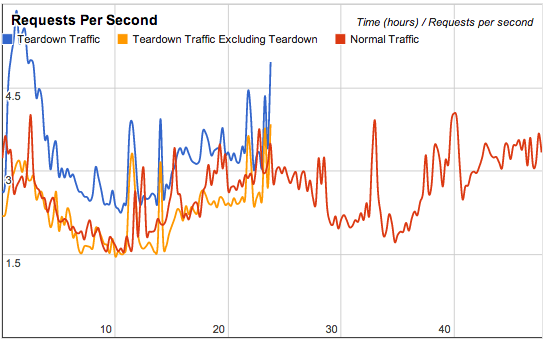 Requests Per Second
Time (hours) / Requests per second
Teardown Traffic
Teardown Traffic Excluding Teardown
Normal Traffic
4.5
3
1.5
10
20
30
40